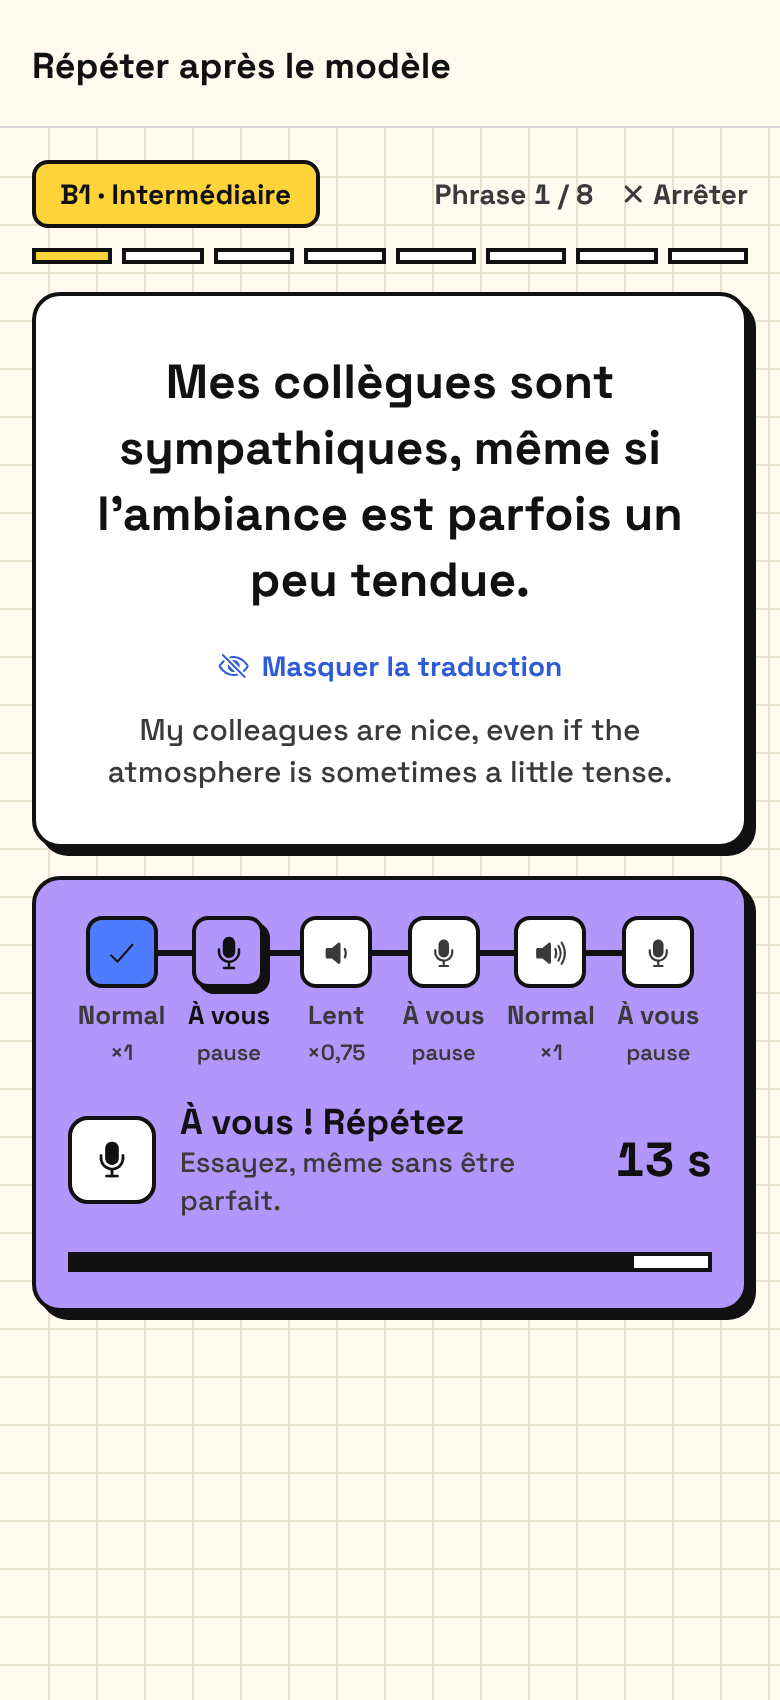 Répéter après le modèle
B1 · Intermédiaire
Phrase 1 / 8
✕ Arrêter
Mes collègues sont
sympathiques, même si
l’ambiance est parfois un
peu tendue.
Masquer la traduction
My colleagues are nice, even if the
atmosphere is sometimes a little tense.
Normal À vous Lent À vous Normal À vous
×1 pause ×0,75 pause ×1 pause
À vous ! Répétez
Essayez, même sans être
parfait.
13 s